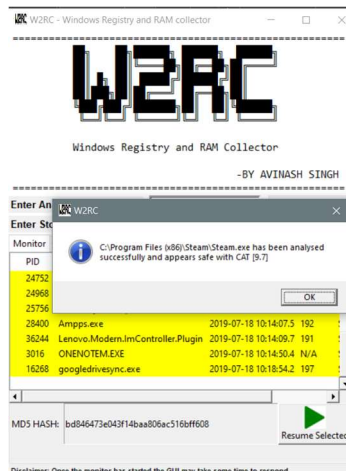 W2RC - Windows Registry and RAM collector
W2RC
Windows Registry and RAM Collector
-BY AVINASH SINGH
Enter An
Enter Sto
W2RC
C:\Program Files (x86)\Steam\Steam.exe has been analysed
successfully and appears safe with CAT [9.7]
OK
Monitor
PID
24752
24968
25756
28400 Ampps.exe 2019-07-18 10:14:07.5 192
36244 Lenovo.Modern.ImController.Plugin 2019-07-18 10:14:09.7 191
3016 ONENOTEM.EXE 2019-07-18 10:14:50.4 N/A
16268 googledrivesync.exe 2019-07-18 10:18:54.2 197
MD5 HASH: bd846473e043f14baa806ac516bff608
Resume Selected
Disclaimer: Once the monitor has started the GUI may take some time to respond